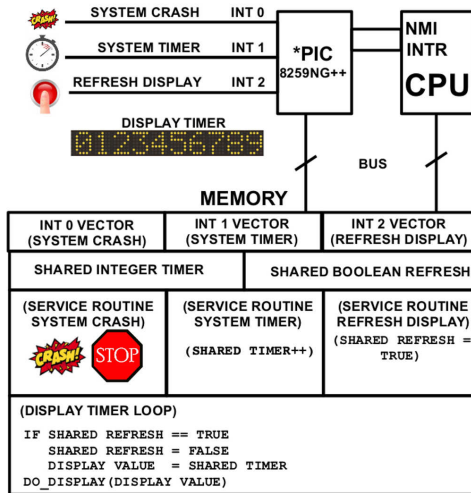 SYSTEM CRASH INT 0
SYSTEM TIMER INT 1
REFRESH DISPLAY INT 2
*PIC
8259NG++
NMI
INTR
CPU
DISPLAY TIMER
0123456789
BUS
MEMORY
INT 0 VECTOR
(SYSTEM CRASH)
INT 1 VECTOR
(SYSTEM TIMER)
INT 2 VECTOR
(REFRESH DISPLAY)
SHARED INTEGER TIMER
SHARED BOOLEAN REFRESH
(SERVICE ROUTINE
SYSTEM CRASH)
CRASH!
STOP
(SERVICE ROUTINE
SYSTEM TIMER)
(SHARED TIMER++)
(SERVICE ROUTINE
REFRESH DISPLAY)
(SHARED REFRESH =
TRUE)
(DISPLAY TIMER LOOP)
IF SHARED REFRESH == TRUE
SHARED REFRESH = FALSE
DISPLAY VALUE = SHARED TIMER
DO_DISPLAY(DISPLAY VALUE)